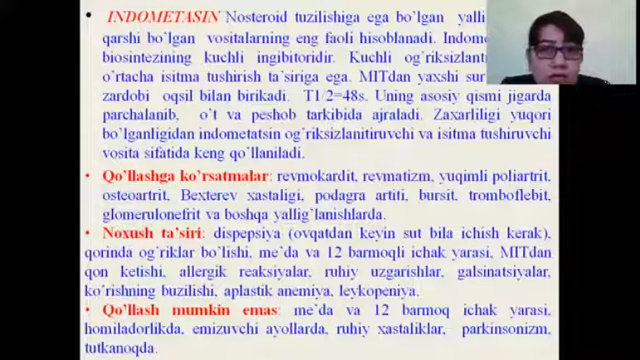 • INDOMETASIN Nosteroid tuzilishiga ega bo'lgan yalli
qarshi bo'lgan vositalarning eng faoli hisoblanadi. Indome
biosintezining kuchli ingibitoridir. Kuchli og'riksizlanti
o'rtacha isitma tushirish ta'siriga ega. MITdan yaxshi sur
zardobi oqsil bilan birikadi. T1/2=48s. Uning asosiy qismi jigarda
parchalanib, o't va peshob tarkibida ajraladi. Zaxarliligi yuqori
bo'lganligidan indometatsin og'riksizlanitiruvchi va isitma tushiruvchi
vosita sifatida keng qo'llaniladi.
• Qo'llashga ko'rsatmalar: revmokardit, revmatizm, yuqimli poliartrit,
osteoartrit, Bexterev xastaligi, podagra artiti, bursit, tromboflebit,
glomerulonefrit va boshqa yallig'lanishlarda.
• Noxush ta'siri: dispepsiya (ovqatdan keyin sut bila ichish kerak),
qorinda og'riklar bo'lishi, me'da va 12 barmoqli ichak yarasi, MITdan
qon ketishi, allergik reaksiyalar, ruhiy uzgarishlar, galsinatsiyalar,
ko'rishning buzilishi, aplastik anemiya, leykopeniya.
• Qo'llash mumkin emas: me'da va 12 barmoq ichak yarasi,
homiladorlikda, emizuvchi ayollarda, ruhiy xastaliklar, parkinsonizm,
tutkanoqda.